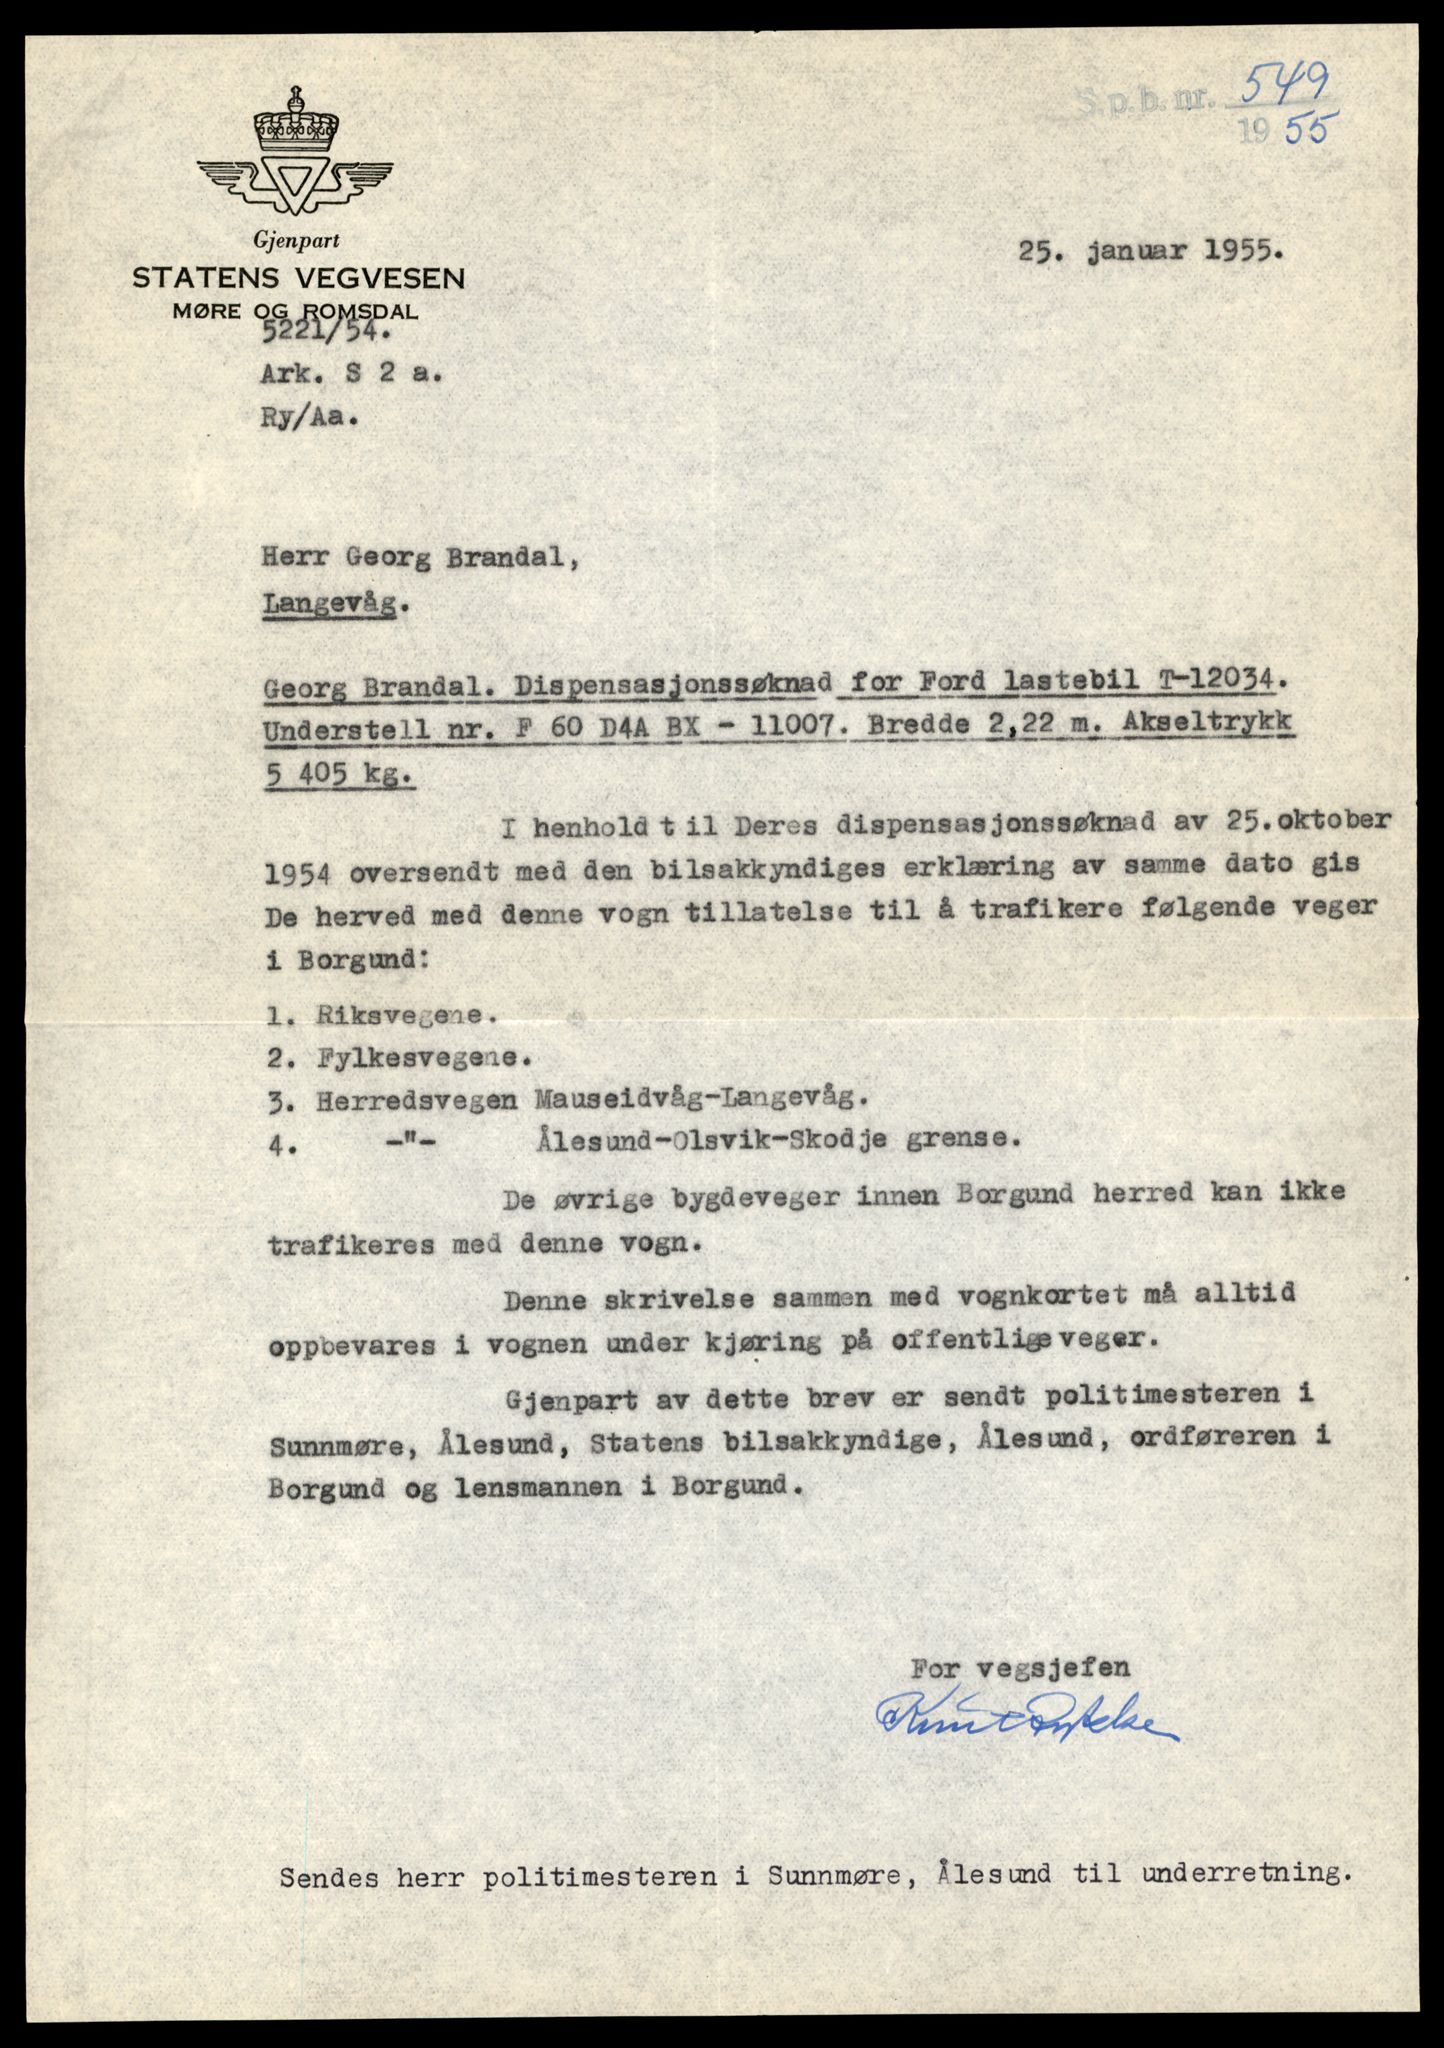 S.p.b. nr. 549
1955
Gjenpart
STATENS VEGVESEN
MØRE OG ROMSDAL
25. januar 1955.
5221/54.
Ark. S 2 a.
Ry/Aa.
Herr Georg Brandal,
Langevåg.
Georg Brandal. Dispensasjonssøknad for Ford lastebil T-12034.
Understell nr. F 60 D4A BX - 11007. Bredde 2,22 m. Akseltrykk
5 405 kg.
I henhold til Deres dispensasjonssøknad av 25.oktober
1954 oversendt med den bilsakkyndiges erklæring av samme dato gis
De herved med denne vogn tillatelse til å trafikere følgende veger
i Borgund:
1. Riksvegene.
2. Fylkesvegene.
3. Herredsvegen Mauseidvåg-Langevåg.
4. -"- Ålesund-Olsvik-Skodje grense.
De øvrige bygdeveger innen Borgund herred kan ikke
trafikeres med denne vogn.
Denne skrivelse sammen med vognkortet må alltid
oppbevares i vognen under kjøring på offentlige veger.
Gjenpart av dette brev er sendt politimesteren i
Sunnmøre, Ålesund, Statens bilsakkyndige, Ålesund, ordføreren i
Borgund og lensmannen i Borgund.
For vegsjefen
Knut
Sendes herr politimesteren i Sunnmøre, Ålesund til underretning.